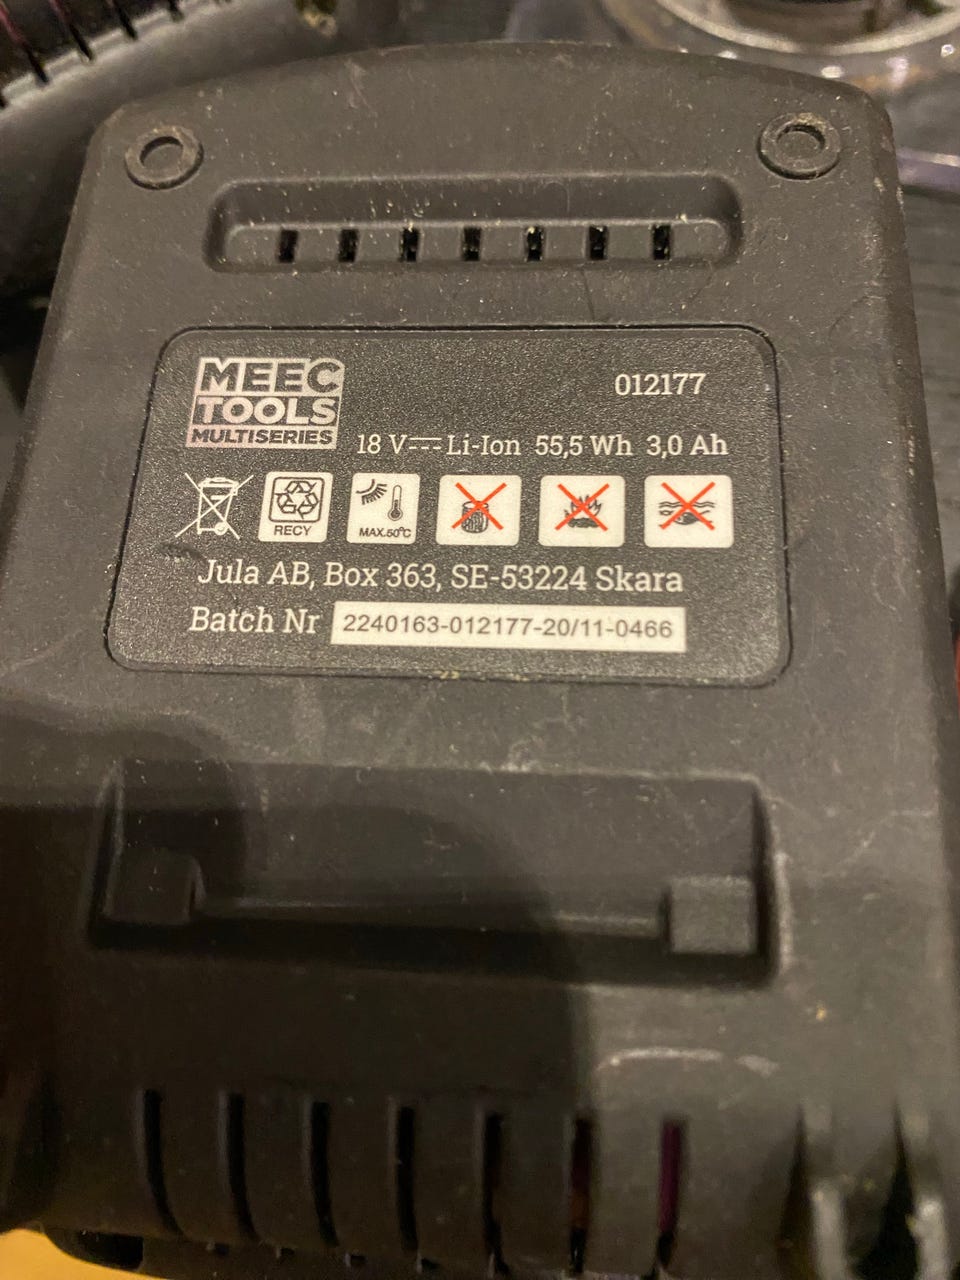 MEEC
TOOLS
MULTISERIES
012177
18 V Li-Ion 55,5 Wh 3,0 Ah
RECY
MAX.50°C
Jula AB, Box 363, SE-53224 Skara
Batch Nr 2240163-012177-20/11-0466